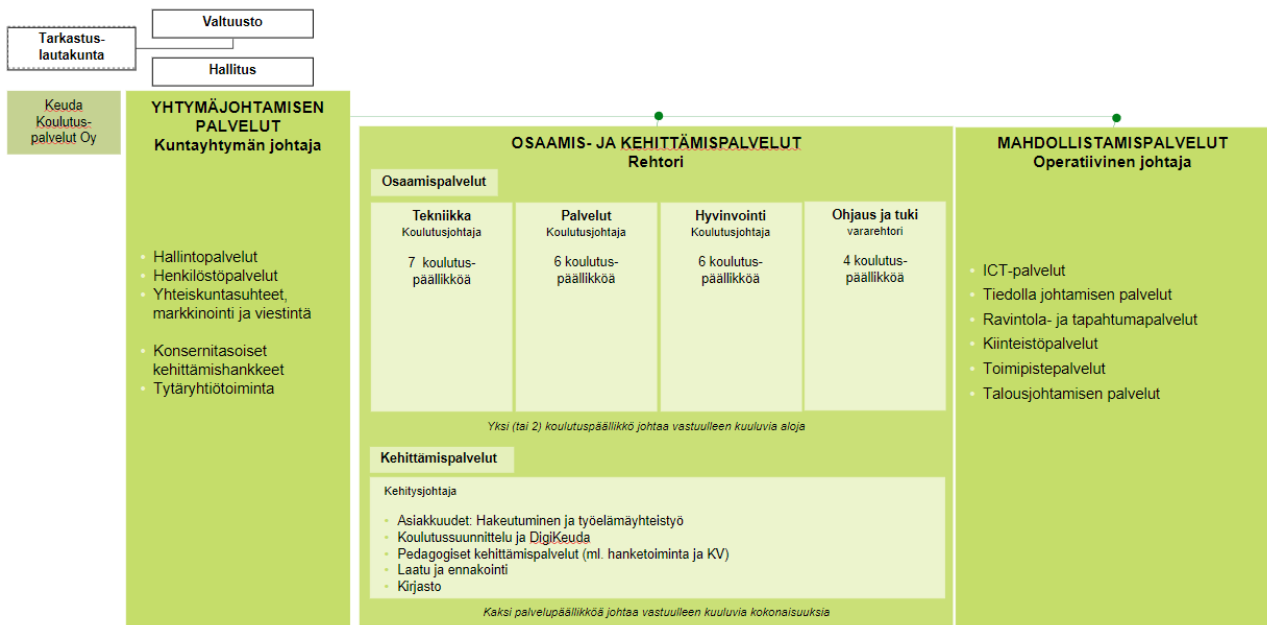 Valtuusto
Tarkastus-
lautakunta
Hallitus
Keuda
Koulutus-
palvelut Oy
YHTYMÄJOHTAMISEN
PALVELUT
Kuntayhtymän johtaja
Hallintopalvelut
Henkilöstöpalvelut
Yhteiskuntasuhteet,
markkinointi ja viestintä
Konsernitasoiset
kehittämishankkeet
Tytäryhtiötoiminta
OSAAMIS- JA KEHITTÄMISPALVELUT
Rehtori
Osaamispalvelut
Tekniikka
Koulutusjohtaja
7 koulutus-
päällikköä
Palvelut
Koulutusjohtaja
6 koulutus-
päällikköä
Hyvinvointi
Koulutusjohtaja
6 koulutus-
päällikköä
Ohjaus ja tuki
vararehtori
4 koulutus-
päällikköä
Yksi (tai 2) koulutuspäällikkö johtaa vastuulleen kuuluvia aloja
Kehittämispalvelut
Kehitysjohtaja
Asiakkuudet: Hakeutuminen ja työelämäyhteistyö
Koulutussuunnittelu ja DigiKeuda
Pedagogiset kehittämispalvelut (ml. hanketoiminta ja KV)
Laatu ja ennakointi
Kirjasto
Kaksi palvelupäällikköä johtaa vastuulleen kuuluvia kokonaisuuksia
MAHDOLLISTAMISPALVELUT
Operatiivinen johtaja
ICT-palvelut
Tiedolla johtamisen palvelut
Ravintola- ja tapahtumapalvelut
Kiinteistöpalvelut
Toimipistepalvelut
Talousjohtamisen palvelut